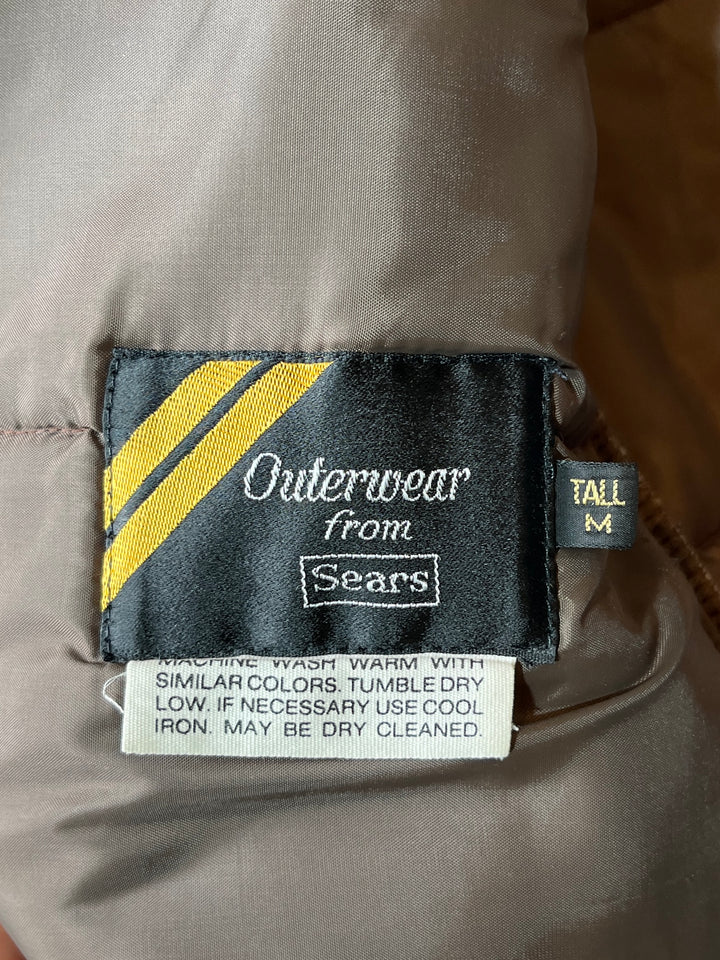 Outerwear
from
Sears
TALL
M
MACHINE WASH WARM WITH
SIMILAR COLORS. TUMBLE DRY
LOW. IF NECESSARY USE COOL
IRON. MAY BE DRY CLEANED.